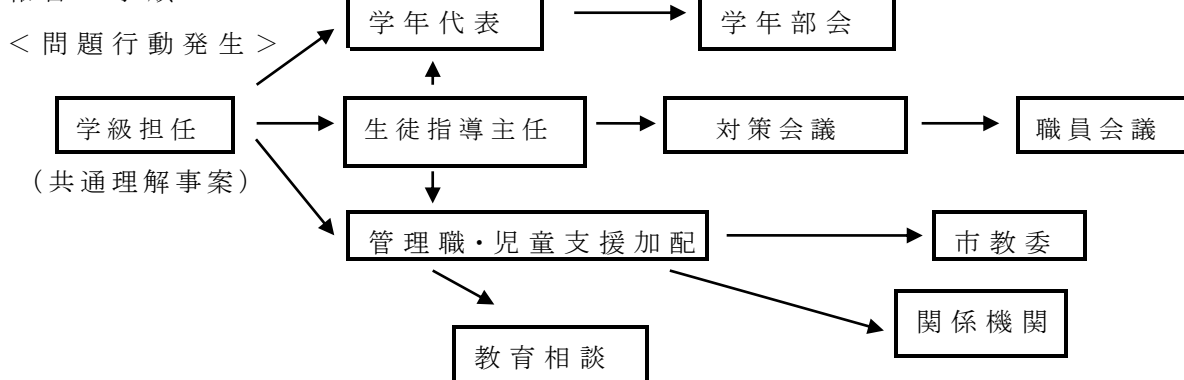 学年代表
学年部会
<問題行動発生>
学級担任
生徒指導主任
対策会議
職員会議
(共通理解事案)
管理職・児童支援加配
市教委
関係機関
教育相談